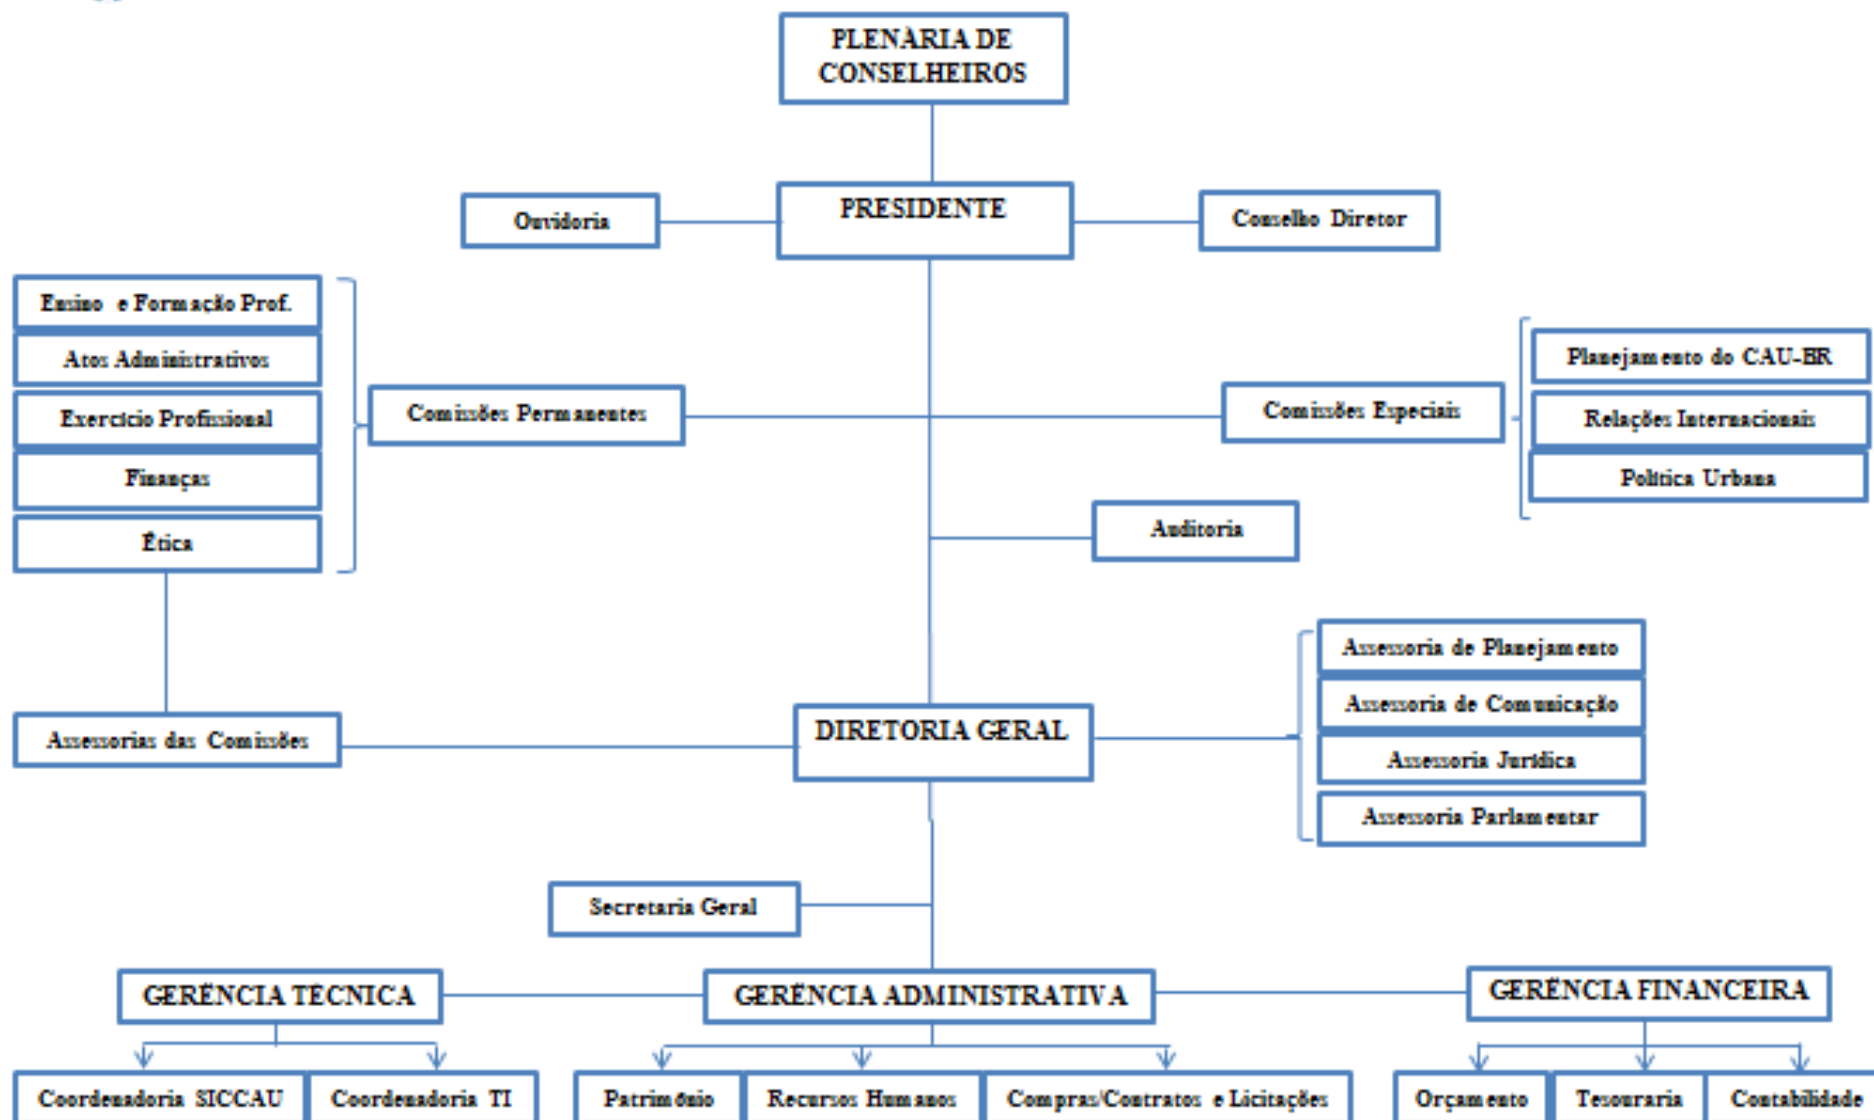 PLENÀRIA DE
CONSELHEIROS
Ouvidoria
PRESIDENTE
Conselho Diretor
Ensino e Formação Prof.
Atos Administrativos
Exercício Profissional
Finanças
Ética
Comissões Permanentes
Comissões Especiais
Planejamento do CAU-BR
Relações Internacionais
Política Urbana
Auditoria
Assessorias das Comissões
DIRETORIA GERAL
Assessoria de Planejamento
Assessoria de Comunicação
Assessoria Jurídica
Assessoria Parlamentar
Secretaria Geral
GERÊNCIA TÉCNICA
GERÊNCIA ADMINISTRATIVA
GERÊNCIA FINANCEIRA
Coordenadoria SICCAU
Coordenadoria TI
Patrimônio
Recursos Humanos
Compras/Contratos e Licitações
Orçamento
Tesouraria
Contabilidade